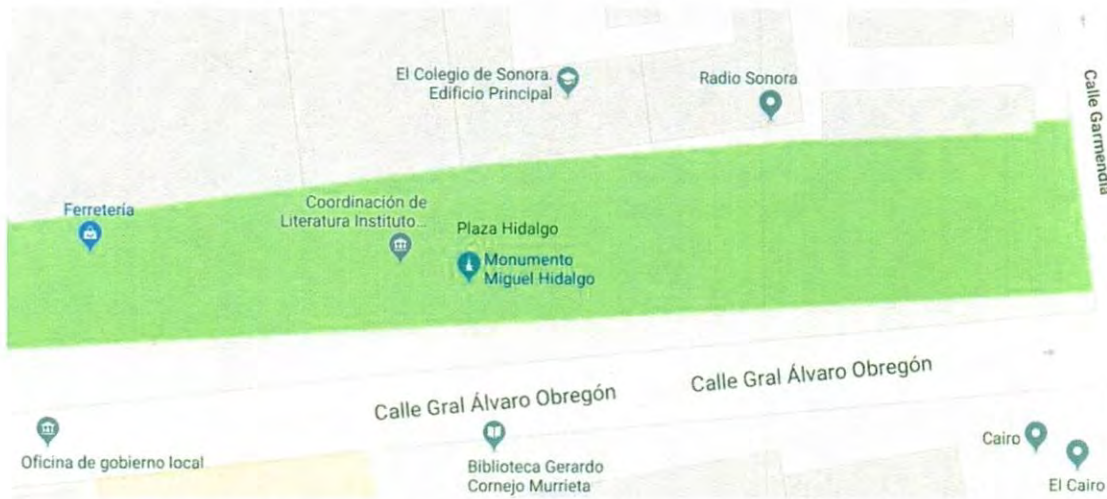 El Colegio de Sonora.
Edificio Principal
Radio Sonora
Calle Garmendia
Ferretería
Coordinación de
Literatura Instituto...
Plaza Hidalgo
Monumento
Miguel Hidalgo
Calle Gral Álvaro Obregón
Calle Gral Álvaro Obregón
Oficina de gobierno local
Biblioteca Gerardo
Cornejo Murrieta
Cairo
El Cairo